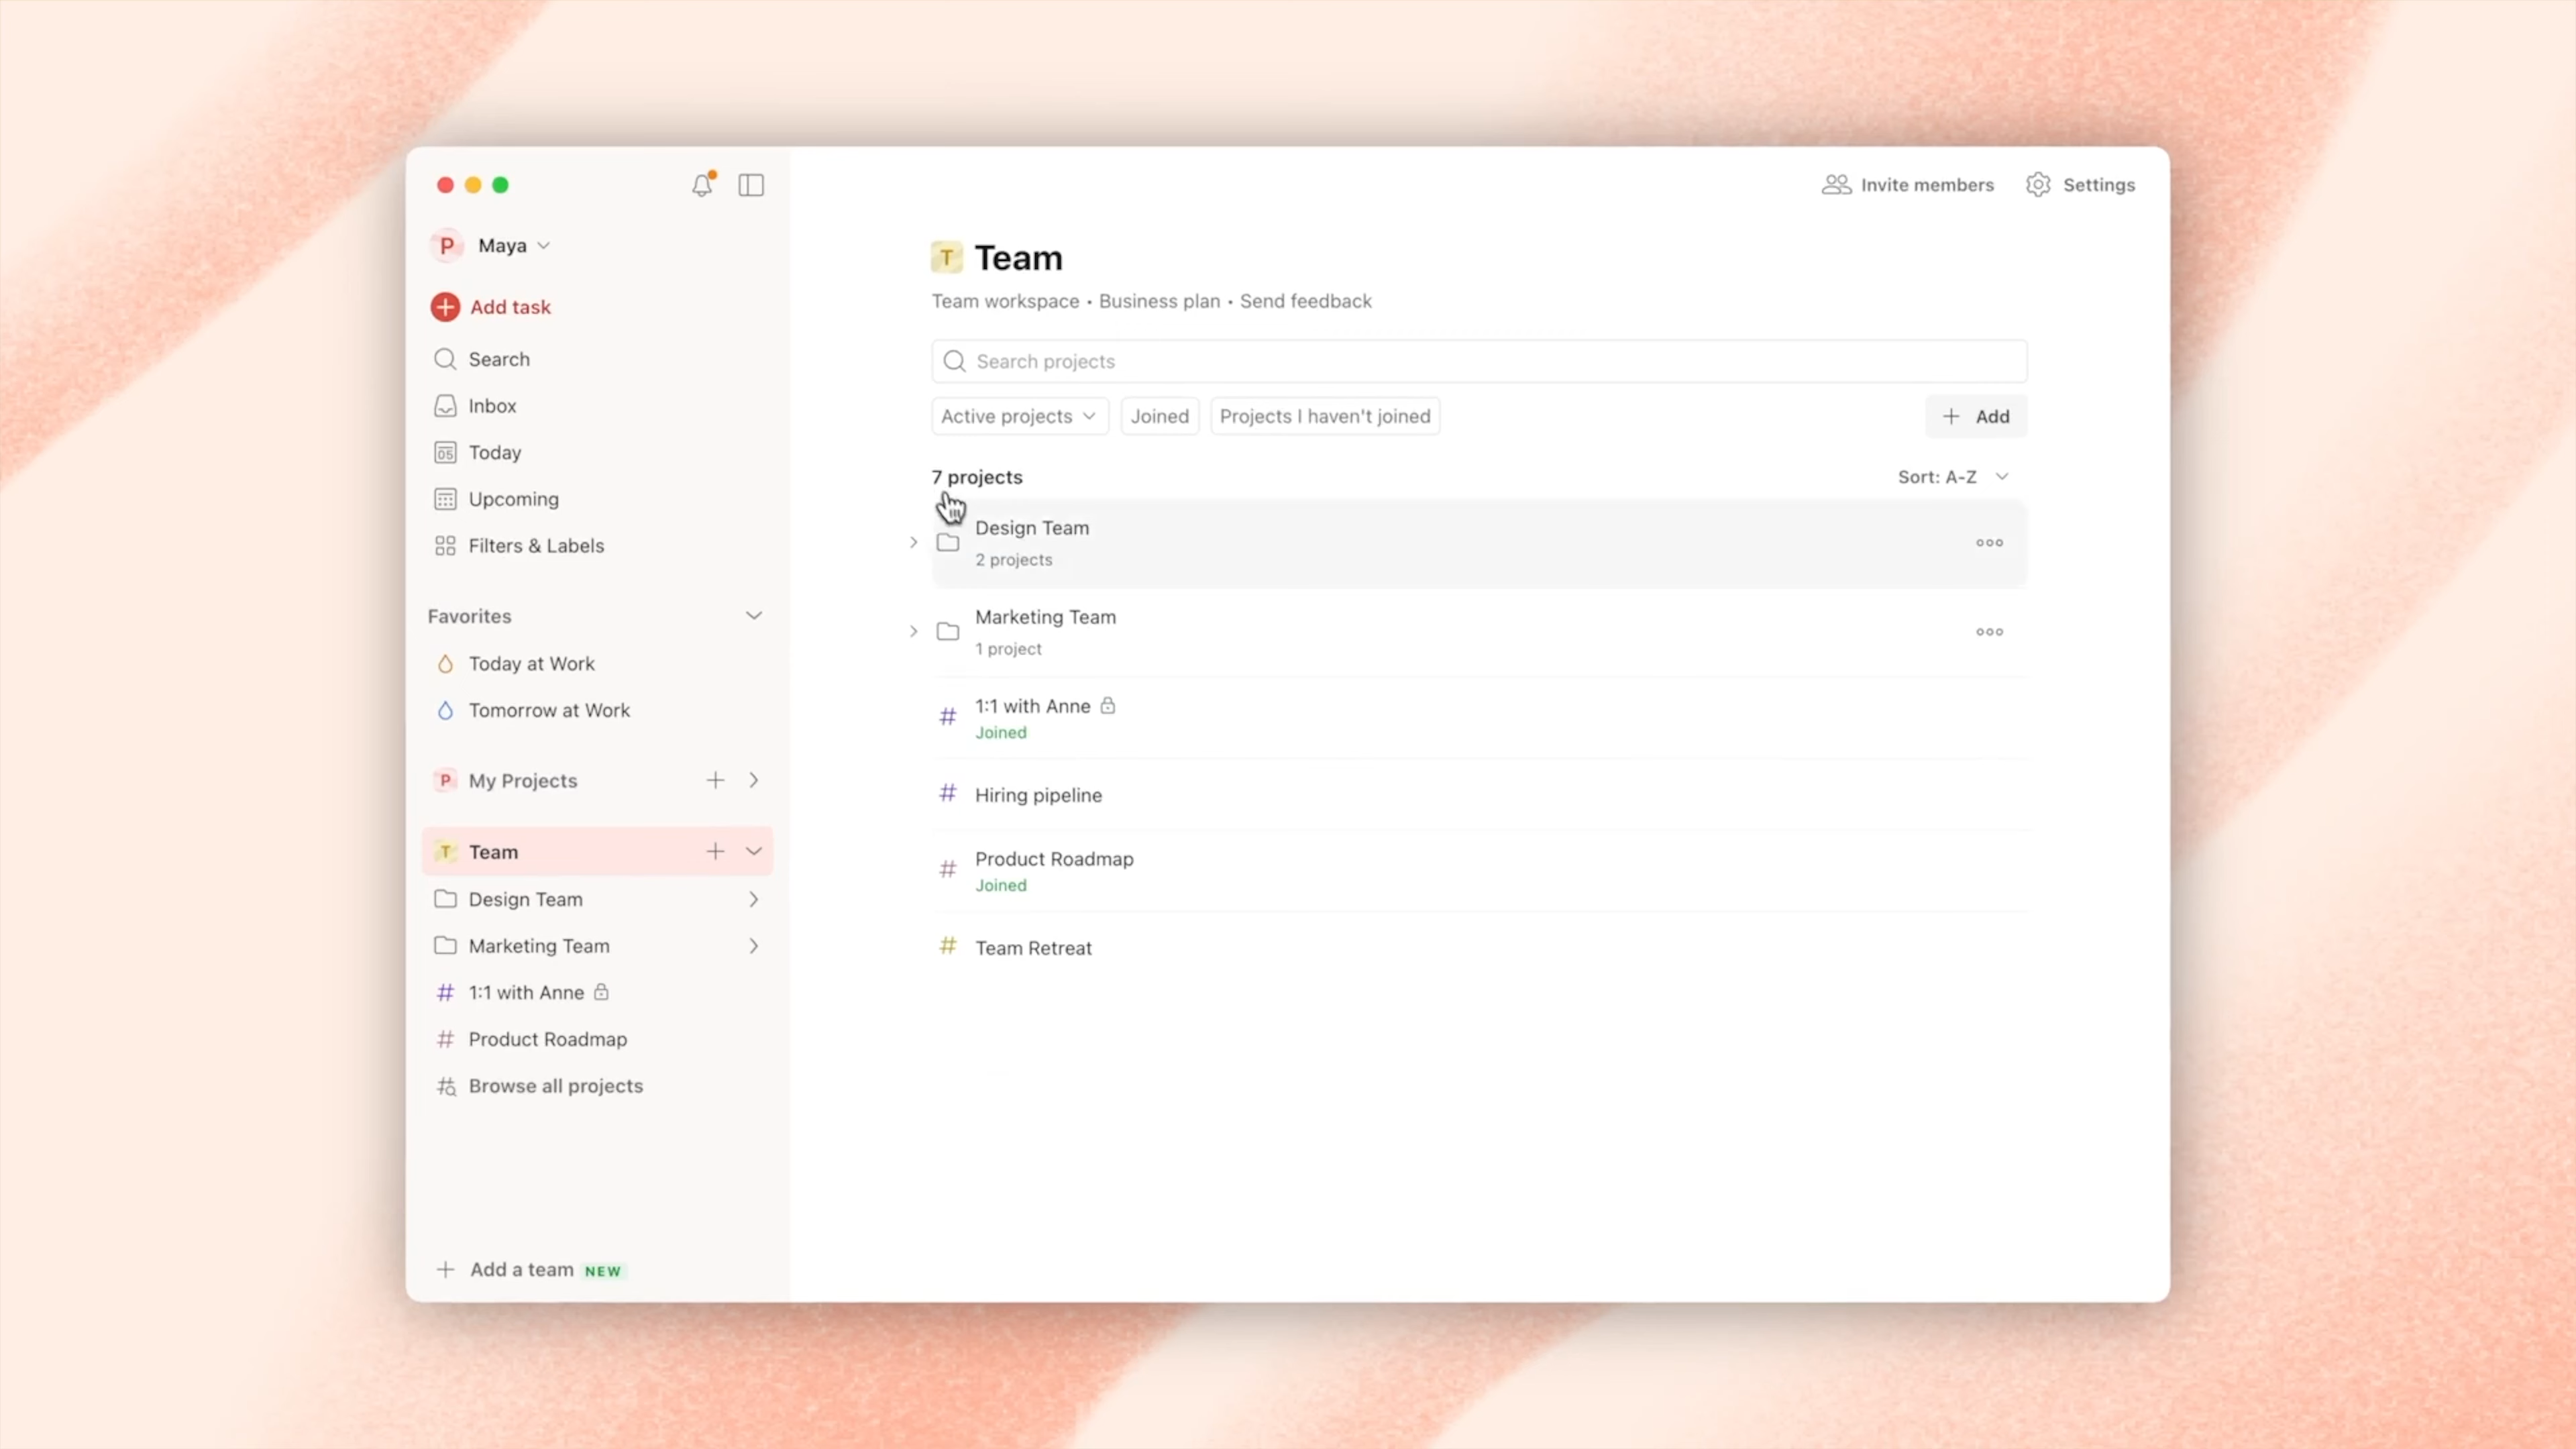 P Maya
Add task
Search
Inbox
05 Today
Upcoming
Filters & Labels
Favorites
Today at Work
Tomorrow at Work
P My Projects
T Team
Design Team
Marketing Team
# 1:1 with Anne
# Product Roadmap
Browse all projects
+ Add a team NEW
Invite members Settings
T Team
Team workspace • Business plan • Send feedback
Search projects
Active projects Joined Projects I haven't joined + Add
7 projects Sort: A-Z
Design Team
2 projects
Marketing Team
1 project
# 1:1 with Anne
Joined
# Hiring pipeline
# Product Roadmap
Joined
# Team Retreat